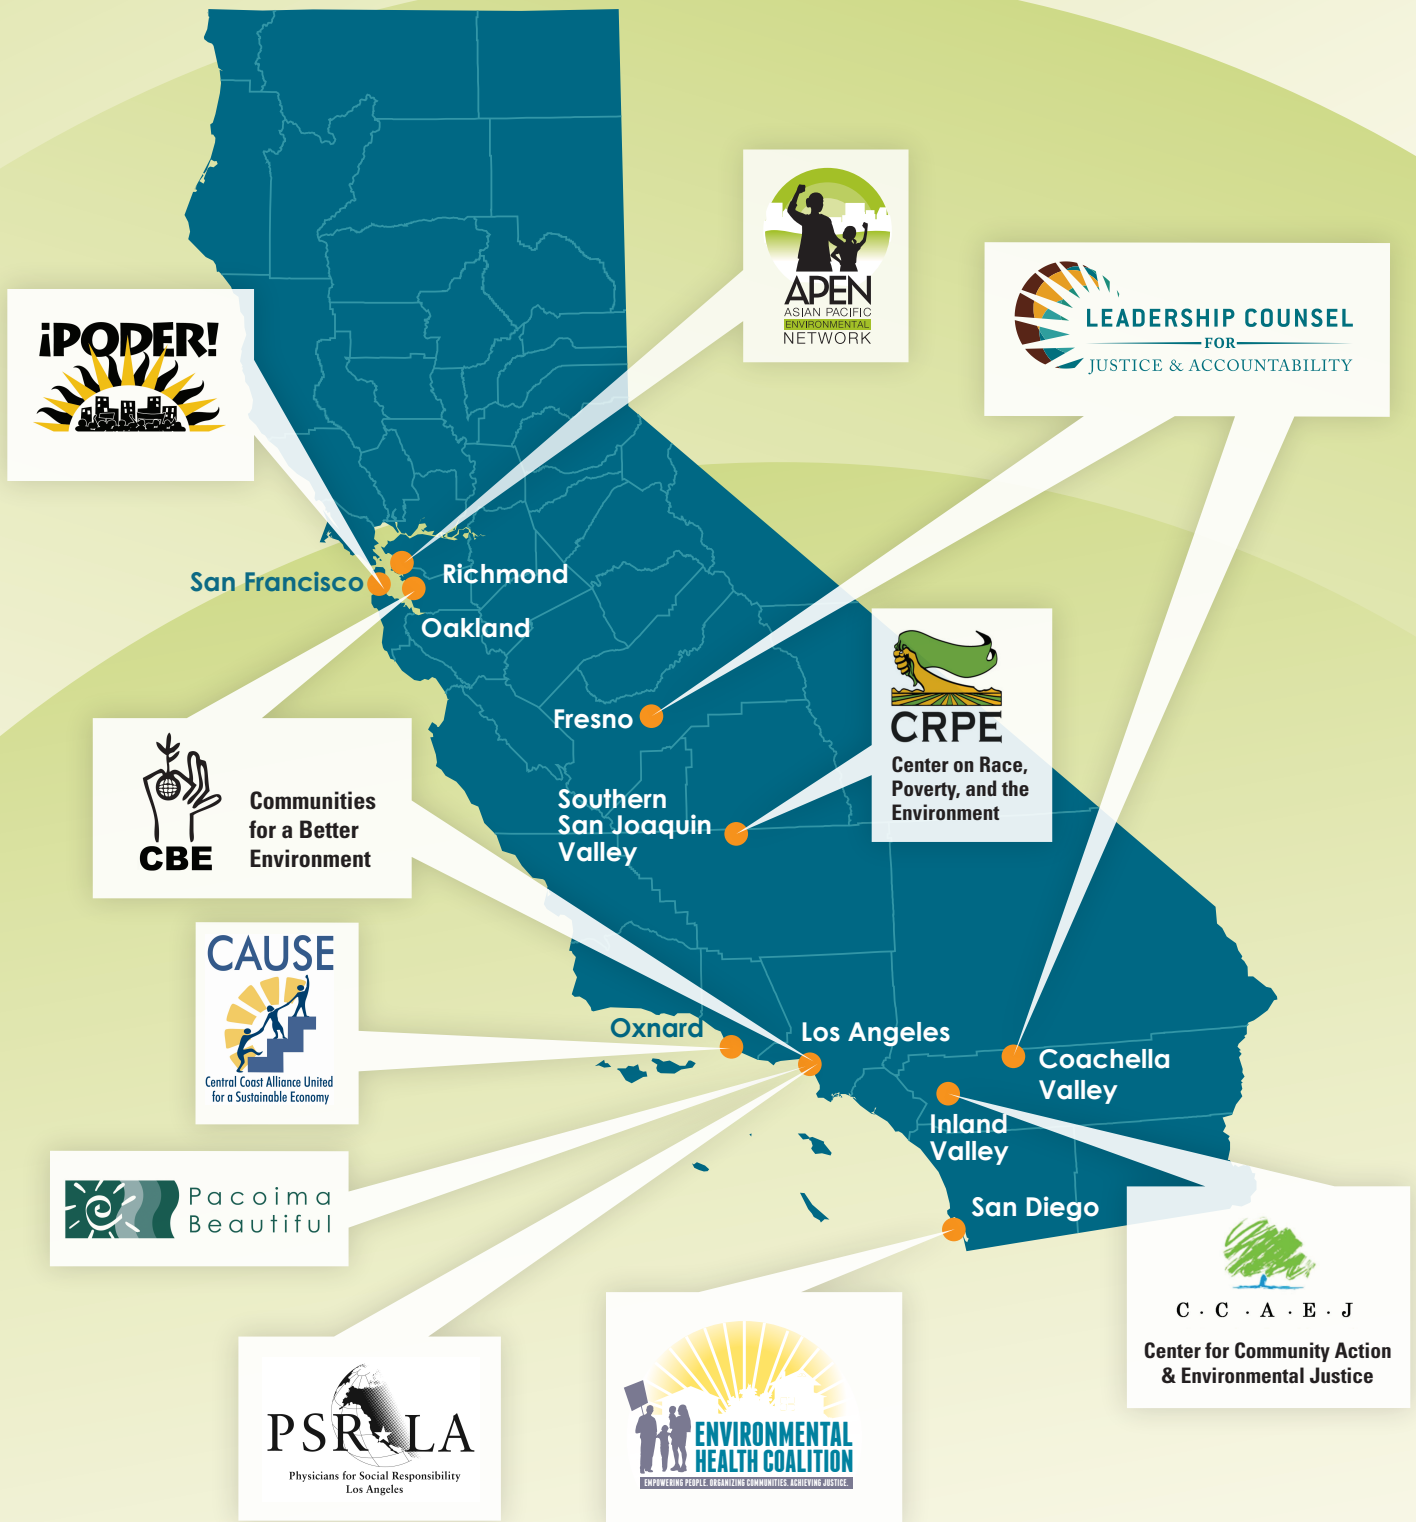 ¡PODER!
APEN
ASIAN PACIFIC
ENVIRONMENTAL
NETWORK
LEADERSHIP COUNSEL
FOR
JUSTICE & ACCOUNTABILITY
San Francisco
Richmond
Oakland
Fresno
Southern
San Joaquin
Valley
CRPE
Center on Race,
Poverty, and the
Environment
CBE
Communities
for a Better
Environment
CAUSE
Central Coast Alliance United
for a Sustainable Economy
Oxnard
Los Angeles
Coachella
Valley
Inland
Valley
San Diego
Pacoima
Beautiful
PSR LA
Physicians for Social Responsibility
Los Angeles
ENVIRONMENTAL
HEALTH COALITION
EMPOWERING PEOPLE. ORGANIZING COMMUNITIES. ACHIEVING JUSTICE.
C · C · A · E · J
Center for Community Action
& Environmental Justice